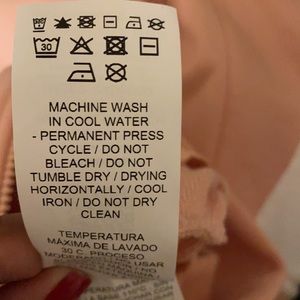 30
MACHINE WASH
IN COOL WATER
- PERMANENT PRESS
CYCLE / DO NOT
BLEACH / DO NOT
TUMBLE DRY / DRYING
HORIZONTALLY / COOL
IRON / DO NOT DRY
CLEAN
TEMPERATURA
MÁXIMA DE LAVADO
30 C. PROCESO
USAR